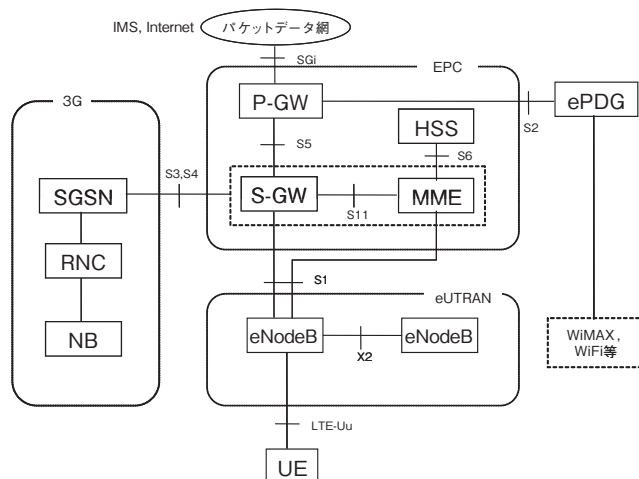 IMS, Internet
パケットデータ網
SGi
EPC
3G
P-GW
ePDG
HSS
S2
S5
S6
S3,S4
SGSN
S-GW
MME
S11
RNC
S1
eUTRAN
NB
eNodeB
eNodeB
X2
WiMAX,
WiFi等
LTE-Uu
UE